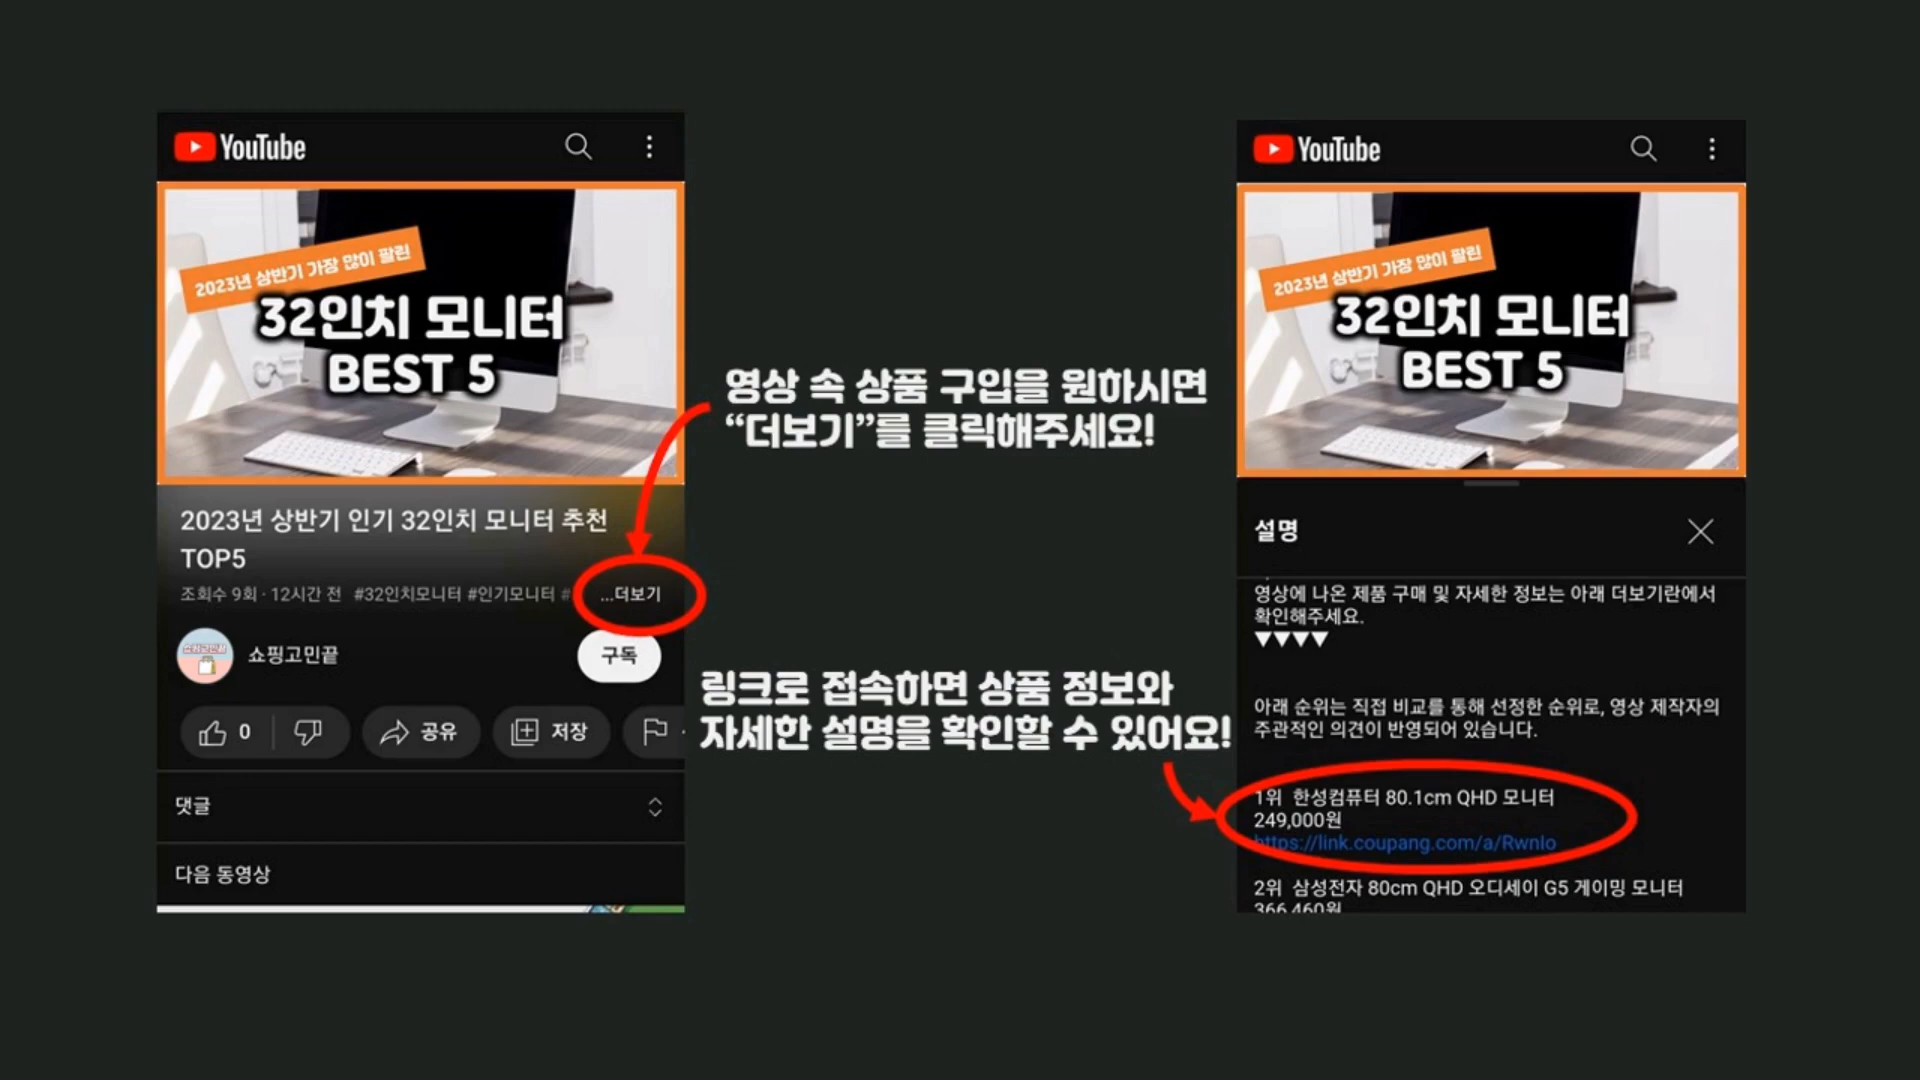 YouTube
2023년 상반기 가장 많이 팔린
32인치 모니터
BEST 5
2023년 상반기 인기 32인치 모니터 추천
TOP5
조회수 9회 · 12시간 전 #32인치모니터 #인기모니터 # ...더보기
쇼핑고민끝
쇼핑고민끝
구독
0
공유
저장
댓글
다음 동영상
영상 속 상품 구입을 원하시면
“더보기”를 클릭해주세요!
링크로 접속하면 상품 정보와
자세한 설명을 확인할 수 있어요!
YouTube
2023년 상반기 가장 많이 팔린
32인치 모니터
BEST 5
설명
영상에 나온 제품 구매 및 자세한 정보는 아래 더보기란에서
확인해주세요.
▼▼▼▼
아래 순위는 직접 비교를 통해 선정한 순위로, 영상 제작자의
주관적인 의견이 반영되어 있습니다.
1위 한성컴퓨터 80.1cm QHD 모니터
249,000원
https://link.coupang.com/a/RwnIo
2위 삼성전자 80cm QHD 오디세이 G5 게이밍 모니터
366,460원